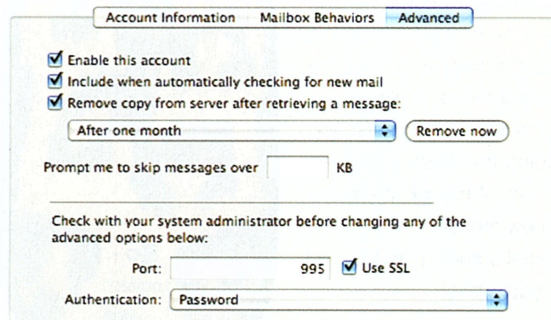 Account Information Mailbox Behaviors Advanced
Enable this account
Include when automatically checking for new mail
Remove copy from server after retrieving a message:
After one month Remove now
Prompt me to skip messages over KB
Check with your system administrator before changing any of the
advanced options below:
Port: 995 Use SSL
Authentication: Password